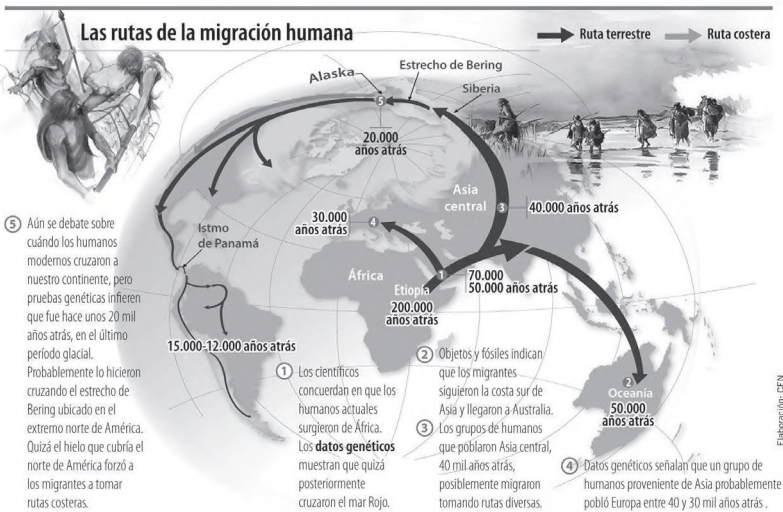 Las rutas de la migración humana
Ruta terrestre
Ruta costera
Alaska
Estrecho de Bering
Siberia
5
20.000
años atrás
Asia
central
3
40.000 años atrás
30.000
años atrás
4
Istmo
de Panamá
África
Etiopía
1
70.000
50.000 años atrás
200.000
años atrás
15.000-12.000 años atrás
2
Oceanía
50.000
años atrás
5 Aún se debate sobre
cuándo los humanos
modernos cruzaron a
nuestro continente, pero
pruebas genéticas infieren
que fue hace unos 20 mil
años atrás, en el último
período glacial.
Probablemente lo hicieron
cruzando el estrecho de
Bering ubicado en el
extremo norte de América.
Quizá el hielo que cubría el
norte de América forzó a
los migrantes a tomar
rutas costeras.
1 Los científicos
concuerdan en que los
humanos actuales
surgieron de África.
Los datos genéticos
muestran que quizá
posteriormente
cruzaron el mar Rojo.
2 Objetos y fósiles indican
que los migrantes
siguieron la costa sur de
Asia y llegaron a Australia.
3 Los grupos de humanos
que poblaron Asia central,
40 mil años atrás,
posiblemente migraron
tomando rutas diversas.
4 Datos genéticos señalan que un grupo de
humanos proveniente de Asia probablemente
pobló Europa entre 40 y 30 mil años atrás .
Elaboración: CEN